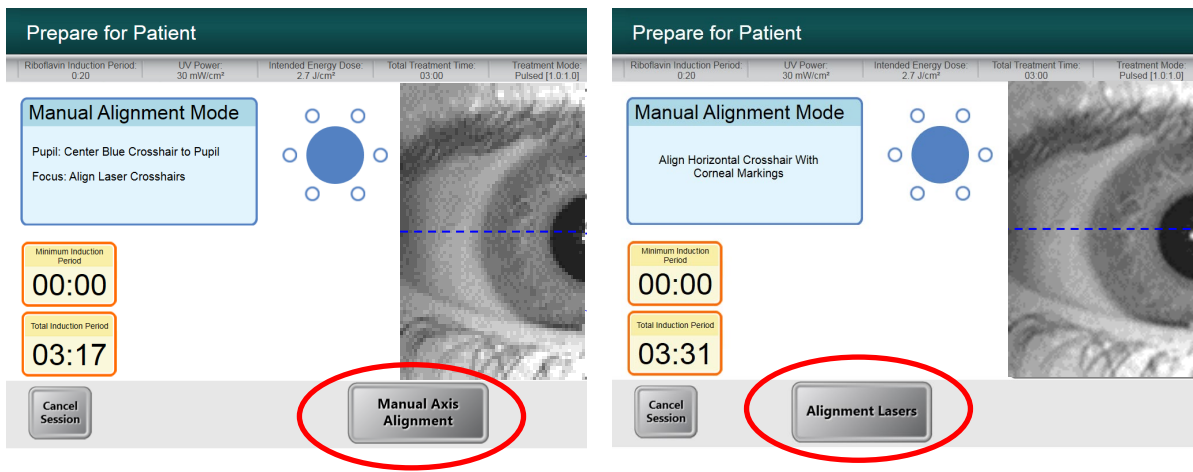 Prepare for Patient
Riboflavin Induction Period: UV Power: Intended Energy Dose: Total Treatment Time: Treatment Mode:
0:20 30 mW/cm² 2.7 J/cm² 03:00 Pulsed [1.0:1.0]
Manual Alignment Mode
Pupil: Center Blue Crosshair to Pupil
Focus: Align Laser Crosshairs
Minimum Induction
Period
00:00
Total Induction Period
03:17
Cancel
Session
Manual Axis
Alignment
Prepare for Patient
Riboflavin Induction Period: UV Power: Intended Energy Dose: Total Treatment Time: Treatment Mode:
0:20 30 mW/cm² 2.7 J/cm² 03:00 Pulsed [1.0:1.0]
Manual Alignment Mode
Align Horizontal Crosshair With
Corneal Markings
Minimum Induction
Period
00:00
Total Induction Period
03:31
Cancel
Session
Alignment Lasers